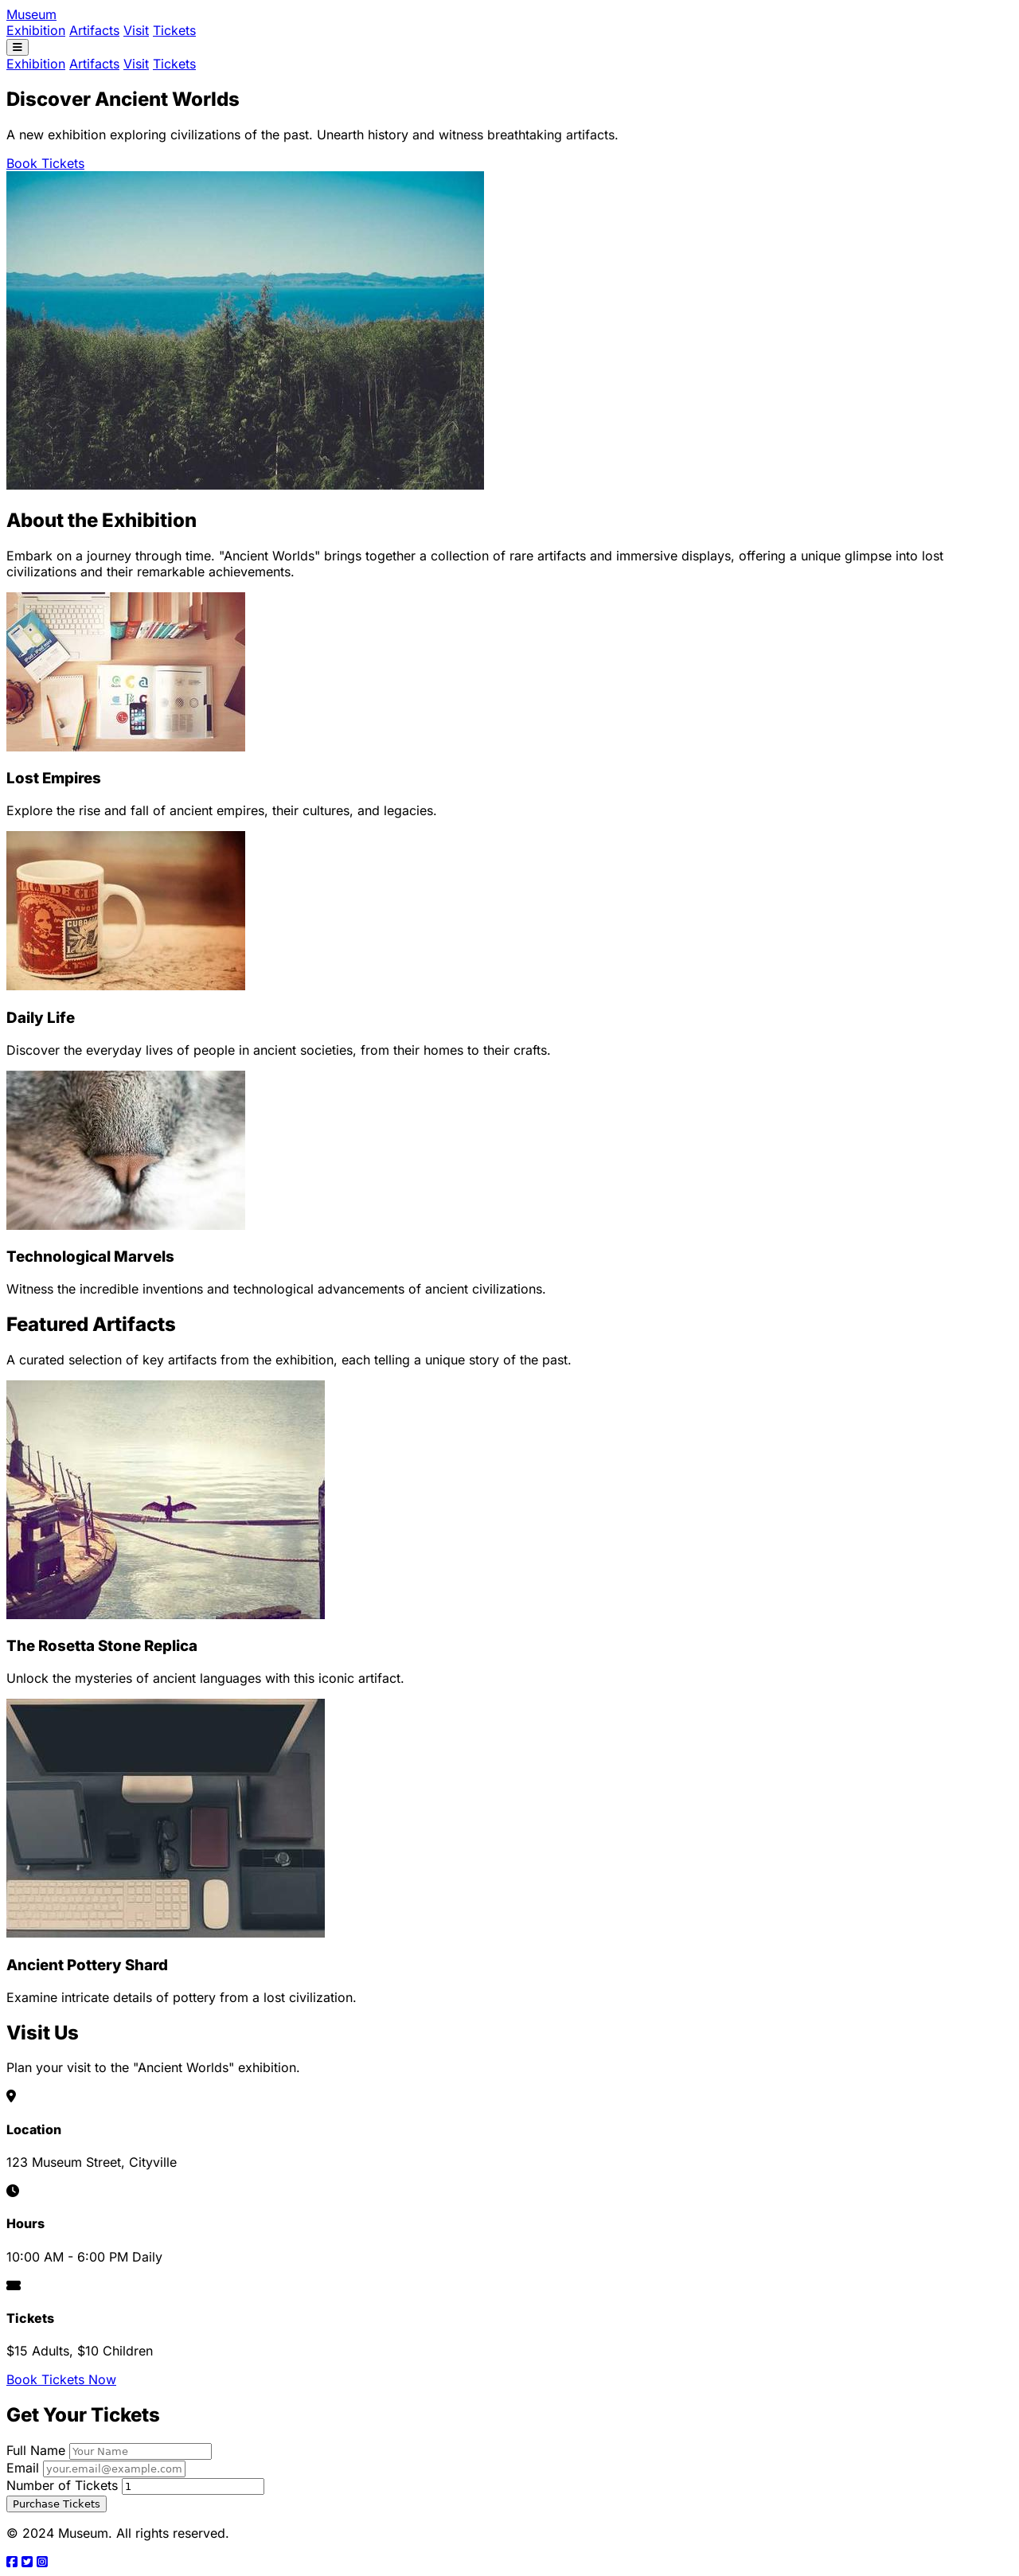 Museum
Exhibition Artifacts Visit Tickets
Exhibition Artifacts Visit Tickets
Discover Ancient Worlds
A new exhibition exploring civilizations of the past. Unearth history and witness breathtaking artifacts.
Book Tickets
About the Exhibition
Embark on a journey through time. "Ancient Worlds" brings together a collection of rare artifacts and immersive displays, offering a unique glimpse into lost
civilizations and their remarkable achievements.
Lost Empires
Explore the rise and fall of ancient empires, their cultures, and legacies.
Daily Life
Discover the everyday lives of people in ancient societies, from their homes to their crafts.
Technological Marvels
Witness the incredible inventions and technological advancements of ancient civilizations.
Featured Artifacts
A curated selection of key artifacts from the exhibition, each telling a unique story of the past.
The Rosetta Stone Replica
Unlock the mysteries of ancient languages with this iconic artifact.
Ancient Pottery Shard
Examine intricate details of pottery from a lost civilization.
Visit Us
Plan your visit to the "Ancient Worlds" exhibition.
Location
123 Museum Street, Cityville
Hours
10:00 AM - 6:00 PM Daily
Tickets
$15 Adults, $10 Children
Book Tickets Now
Get Your Tickets
Full Name Your Name
Email your.email@example.com
Number of Tickets 1
Purchase Tickets
© 2024 Museum. All rights reserved.